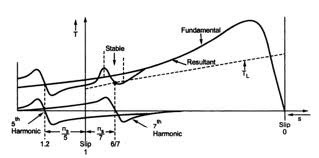 T
Fundamental
Stable
Resultant
T_L
5th
Harmonic
1.2
n_s/5
Slip
1
n_s/7
6/7
7th
Harmonic
Slip
0
s